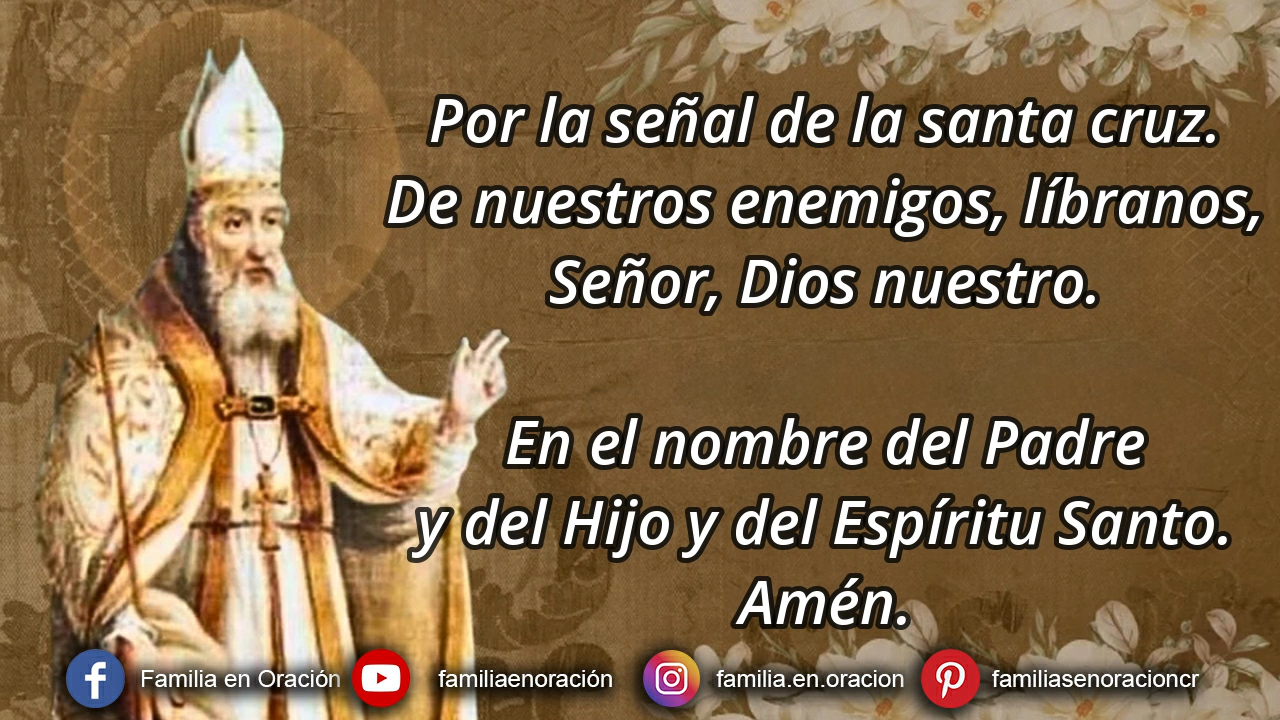 Por la señal de la santa cruz.
De nuestros enemigos, líbranos,
Señor, Dios nuestro.
En el nombre del Padre
y del Hijo y del Espíritu Santo.
Amén.
Familia en Oración familiaenoración familia.en.oracion familiasenoracioncr